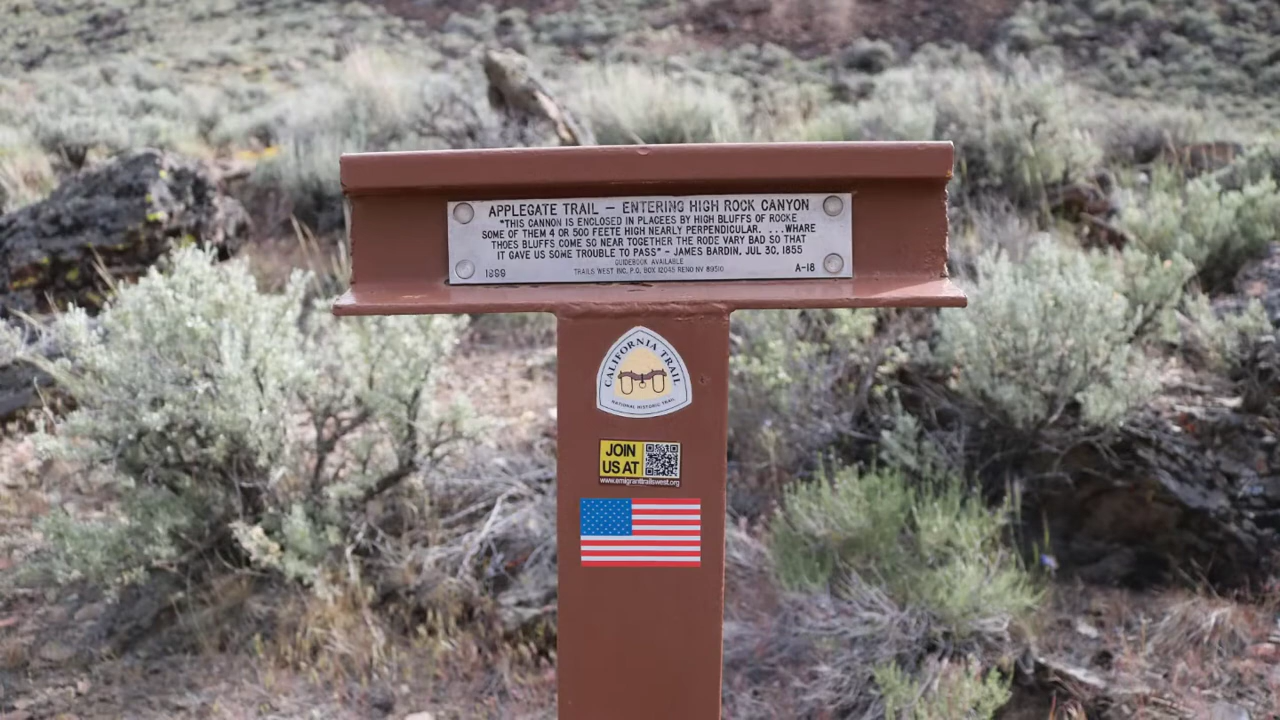 APPLEGATE TRAIL – ENTERING HIGH ROCK CANYON
"THIS CANNON IS ENCLOSED IN PLACEES BY HIGH BLUFFS OF ROCKE
SOME OF THEM 4 OR 500 FEETE HIGH NEARLY PERPENDICULAR. ...WHARE
THOES BLUFFS COME SO NEAR TOGETHER THE RODE VARY BAD SO THAT
IT GAVE US SOME TROUBLE TO PASS" – JAMES BARDIN, JUL 30, 1855
GUIDEBOOK AVAILABLE
1999 TRAILS WEST INC. P.O. BOX 12045 RENO NV 89510 A-18
CALIFORNIA TRAIL
NATIONAL HISTORIC TRAIL
JOIN
US AT
www.emigranttrailswest.org